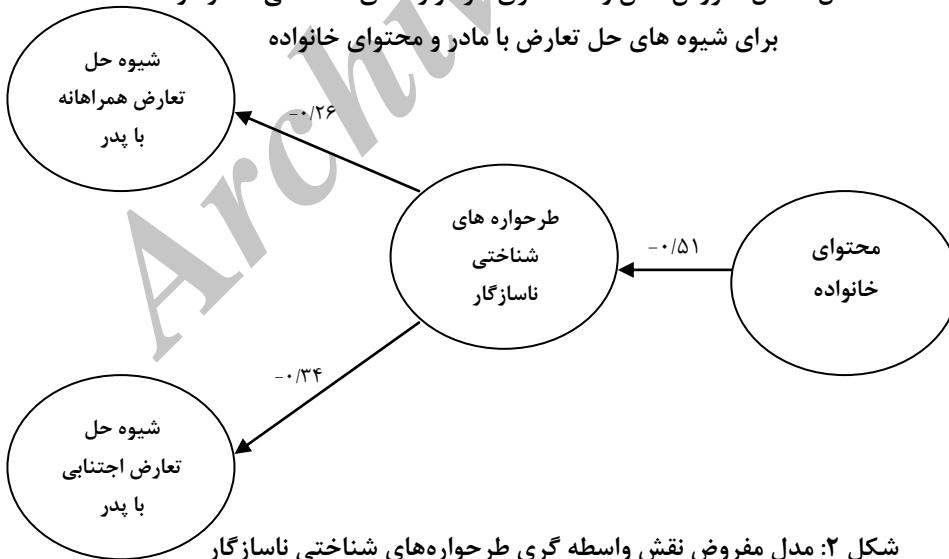 برای شیوه های حل تعارض با مادر و محتوای خانواده
شیوه حل
تعارض همراهانه
با پدر
-۰/۲۶
طرحواره های
شناختی
ناسازگار
-۰/۵۱
محتوای
خانواده
-۰/۳۴
شیوه حل
تعارض اجتنابی
با پدر
شکل ۲: مدل مفروض نقش واسطه گری طرحواره‌های شناختی ناسازگار